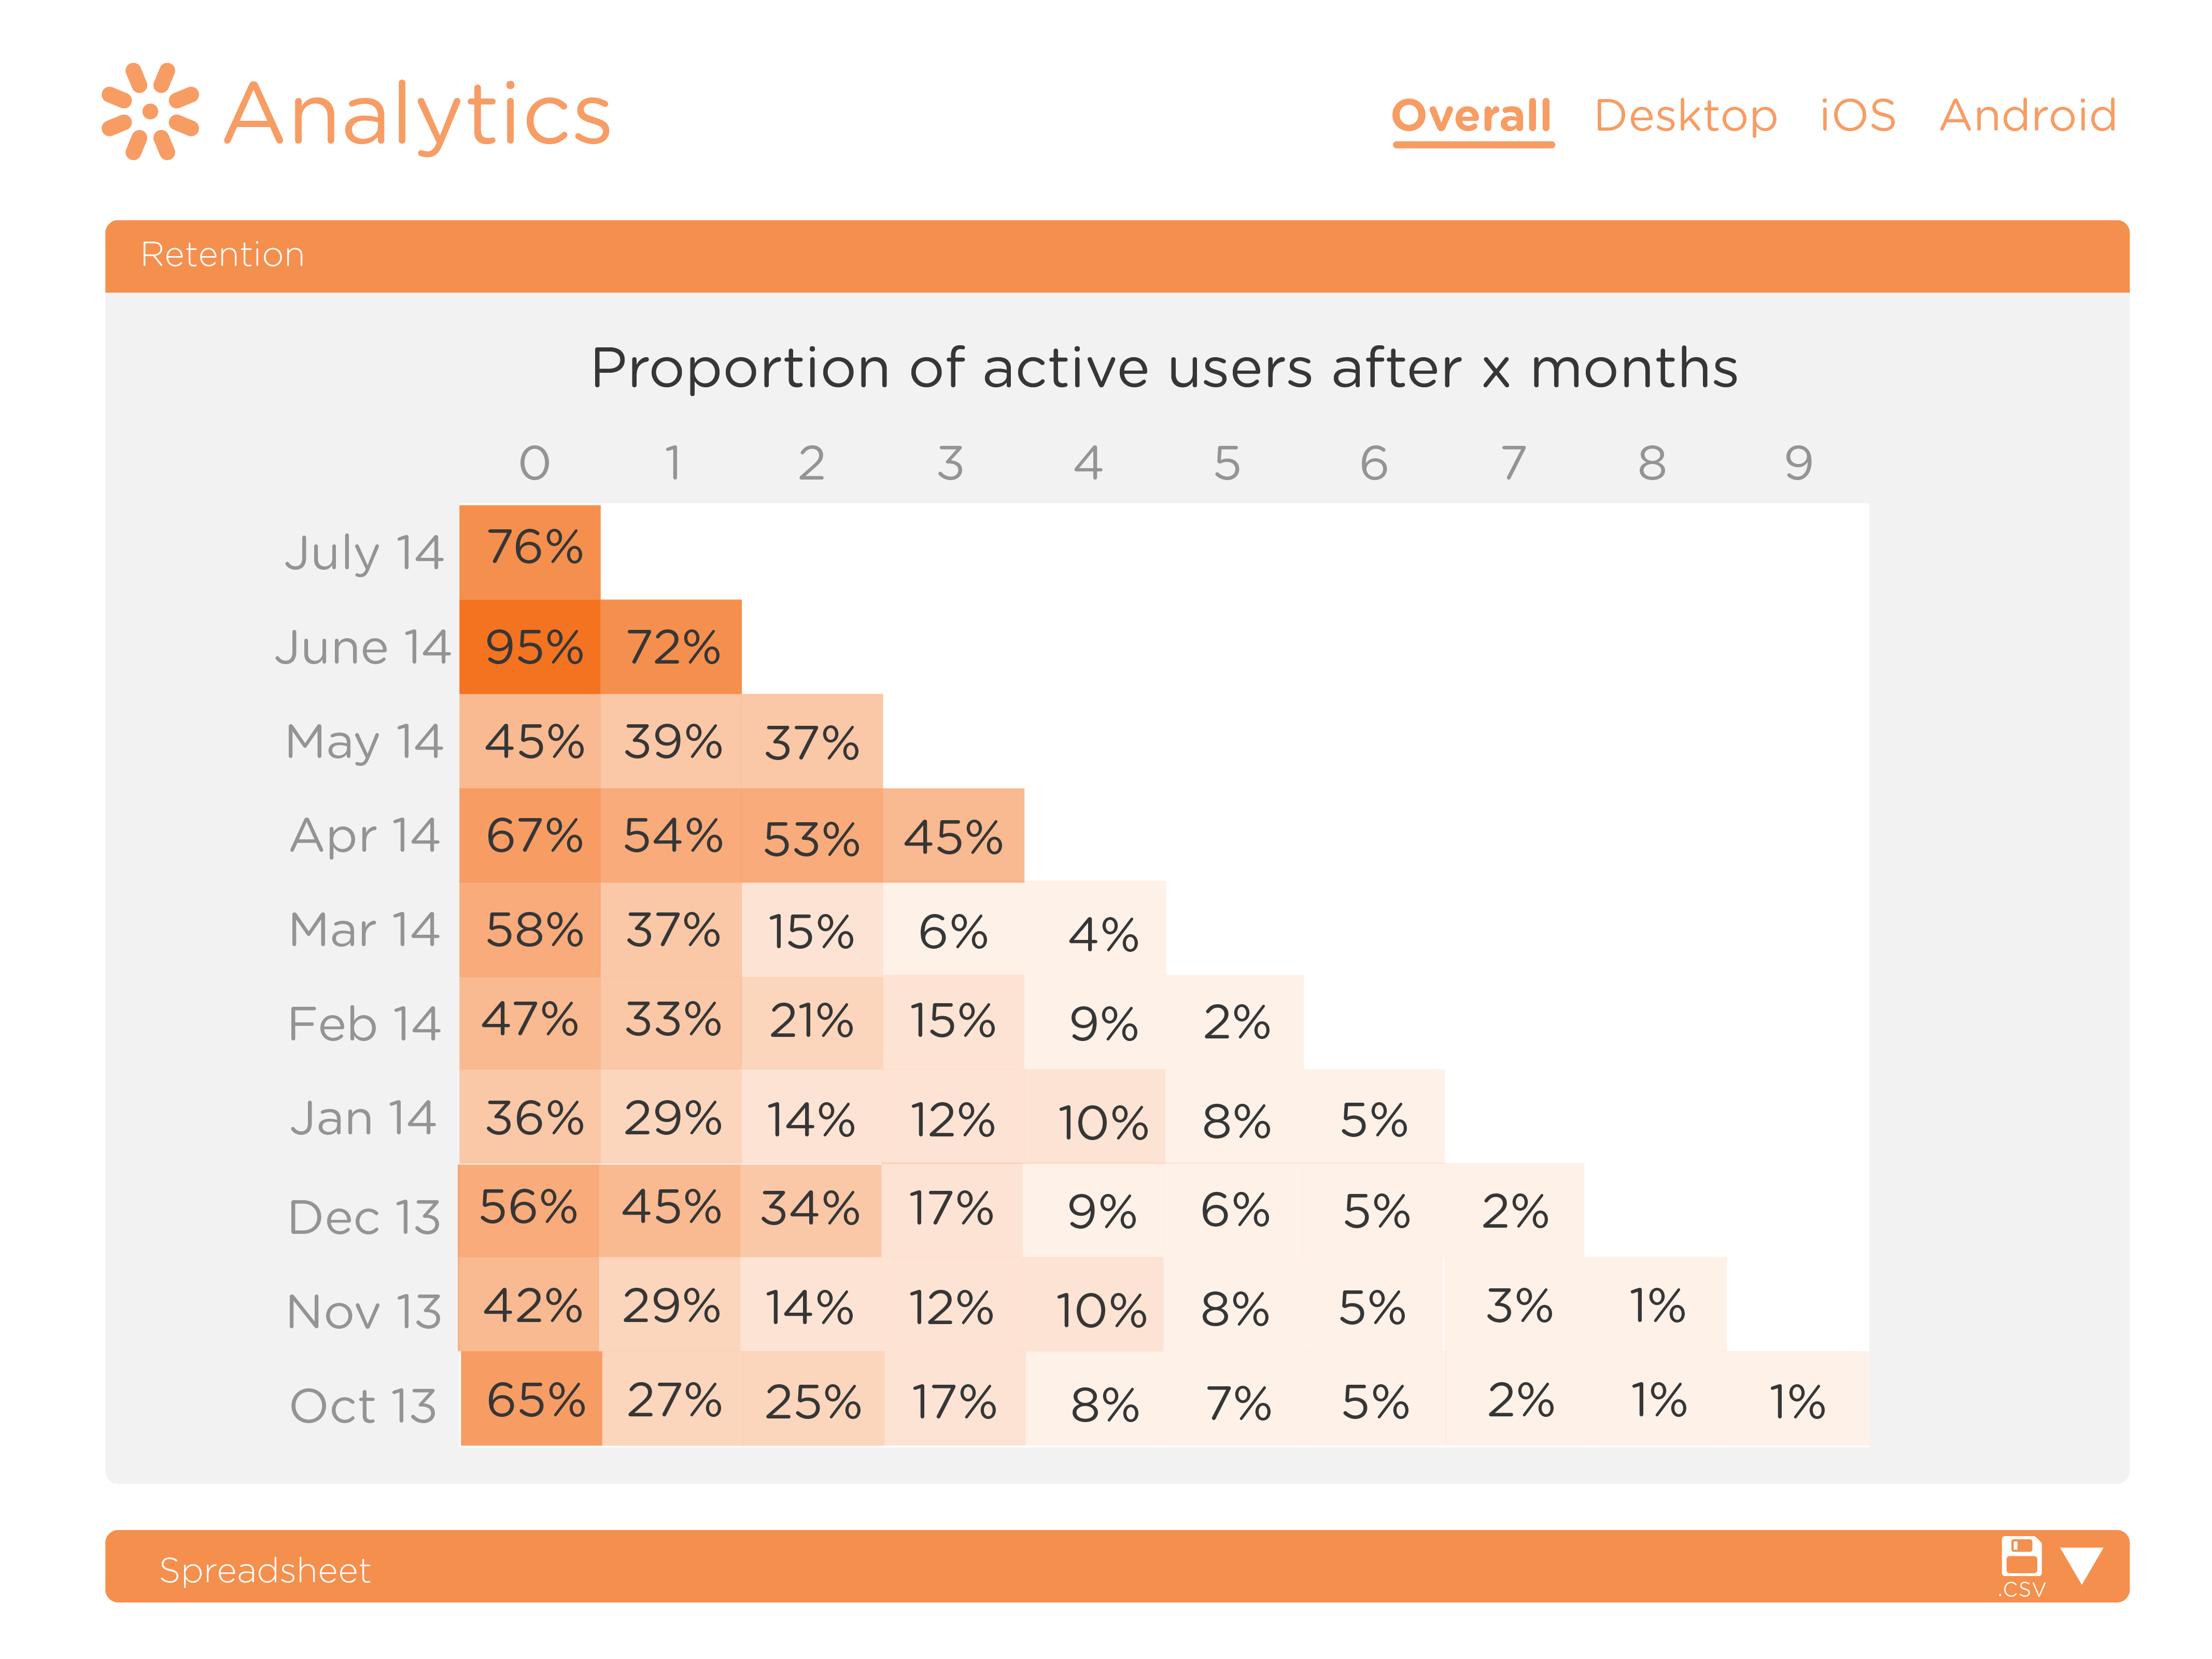 Analytics
Overall Desktop iOS Android
Retention
Proportion of active users after x months
0 1 2 3 4 5 6 7 8 9
July 14 76%
June 14 95% 72%
May 14 45% 39% 37%
Apr 14 67% 54% 53% 45%
Mar 14 58% 37% 15% 6% 4%
Feb 14 47% 33% 21% 15% 9% 2%
Jan 14 36% 29% 14% 12% 10% 8% 5%
Dec 13 56% 45% 34% 17% 9% 6% 5% 2%
Nov 13 42% 29% 14% 12% 10% 8% 5% 3% 1%
Oct 13 65% 27% 25% 17% 8% 7% 5% 2% 1% 1%
Spreadsheet
.csv